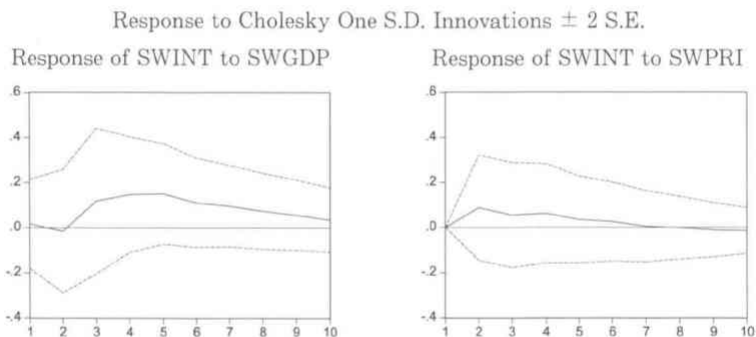 Response to Cholesky One S.D. Innovations ± 2 S.E.
Response of SWINT to SWGDP
.6
.4
.2
.0
-.2
-.4
1 2 3 4 5 6 7 8 9 10
Response of SWINT to SWPRI
.6
.4
.2
.0
-.2
-.4
1 2 3 4 5 6 7 8 9 10